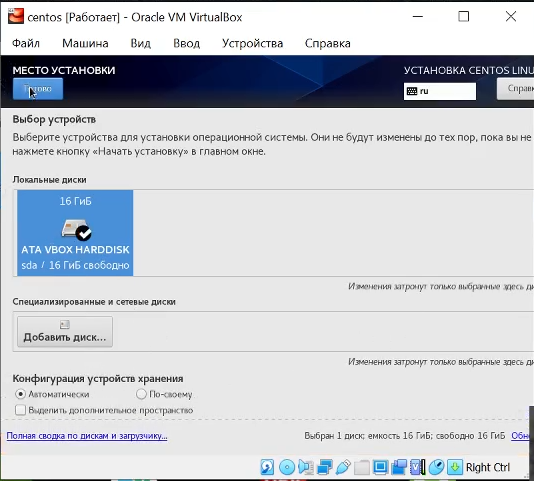 centos [Работает] - Oracle VM VirtualBox
Файл Машина Вид Ввод Устройства Справка
МЕСТО УСТАНОВКИ
УСТАНОВКА CENTOS LINU
Готово
ru
Справк
Выбор устройств
Выберите устройства для установки операционной системы. Они не будут изменены до тех пор, пока вы не
нажмете кнопку «Начать установку» в главном окне.
Локальные диски
16 ГиБ
ATA VBOX HARDDISK
sda / 16 ГиБ свободно
Изменения затронут только выбранные здесь ди
Специализированные и сетевые диски
Добавить диск...
Изменения затронут только выбранные здесь ди
Конфигурация устройств хранения
Автоматически По-своему
Выделить дополнительное пространство
Полная сводка по дискам и загрузчику...
Выбран 1 диск; емкость 16 ГиБ; свободно 16 ГиБ Обно
Right Ctrl